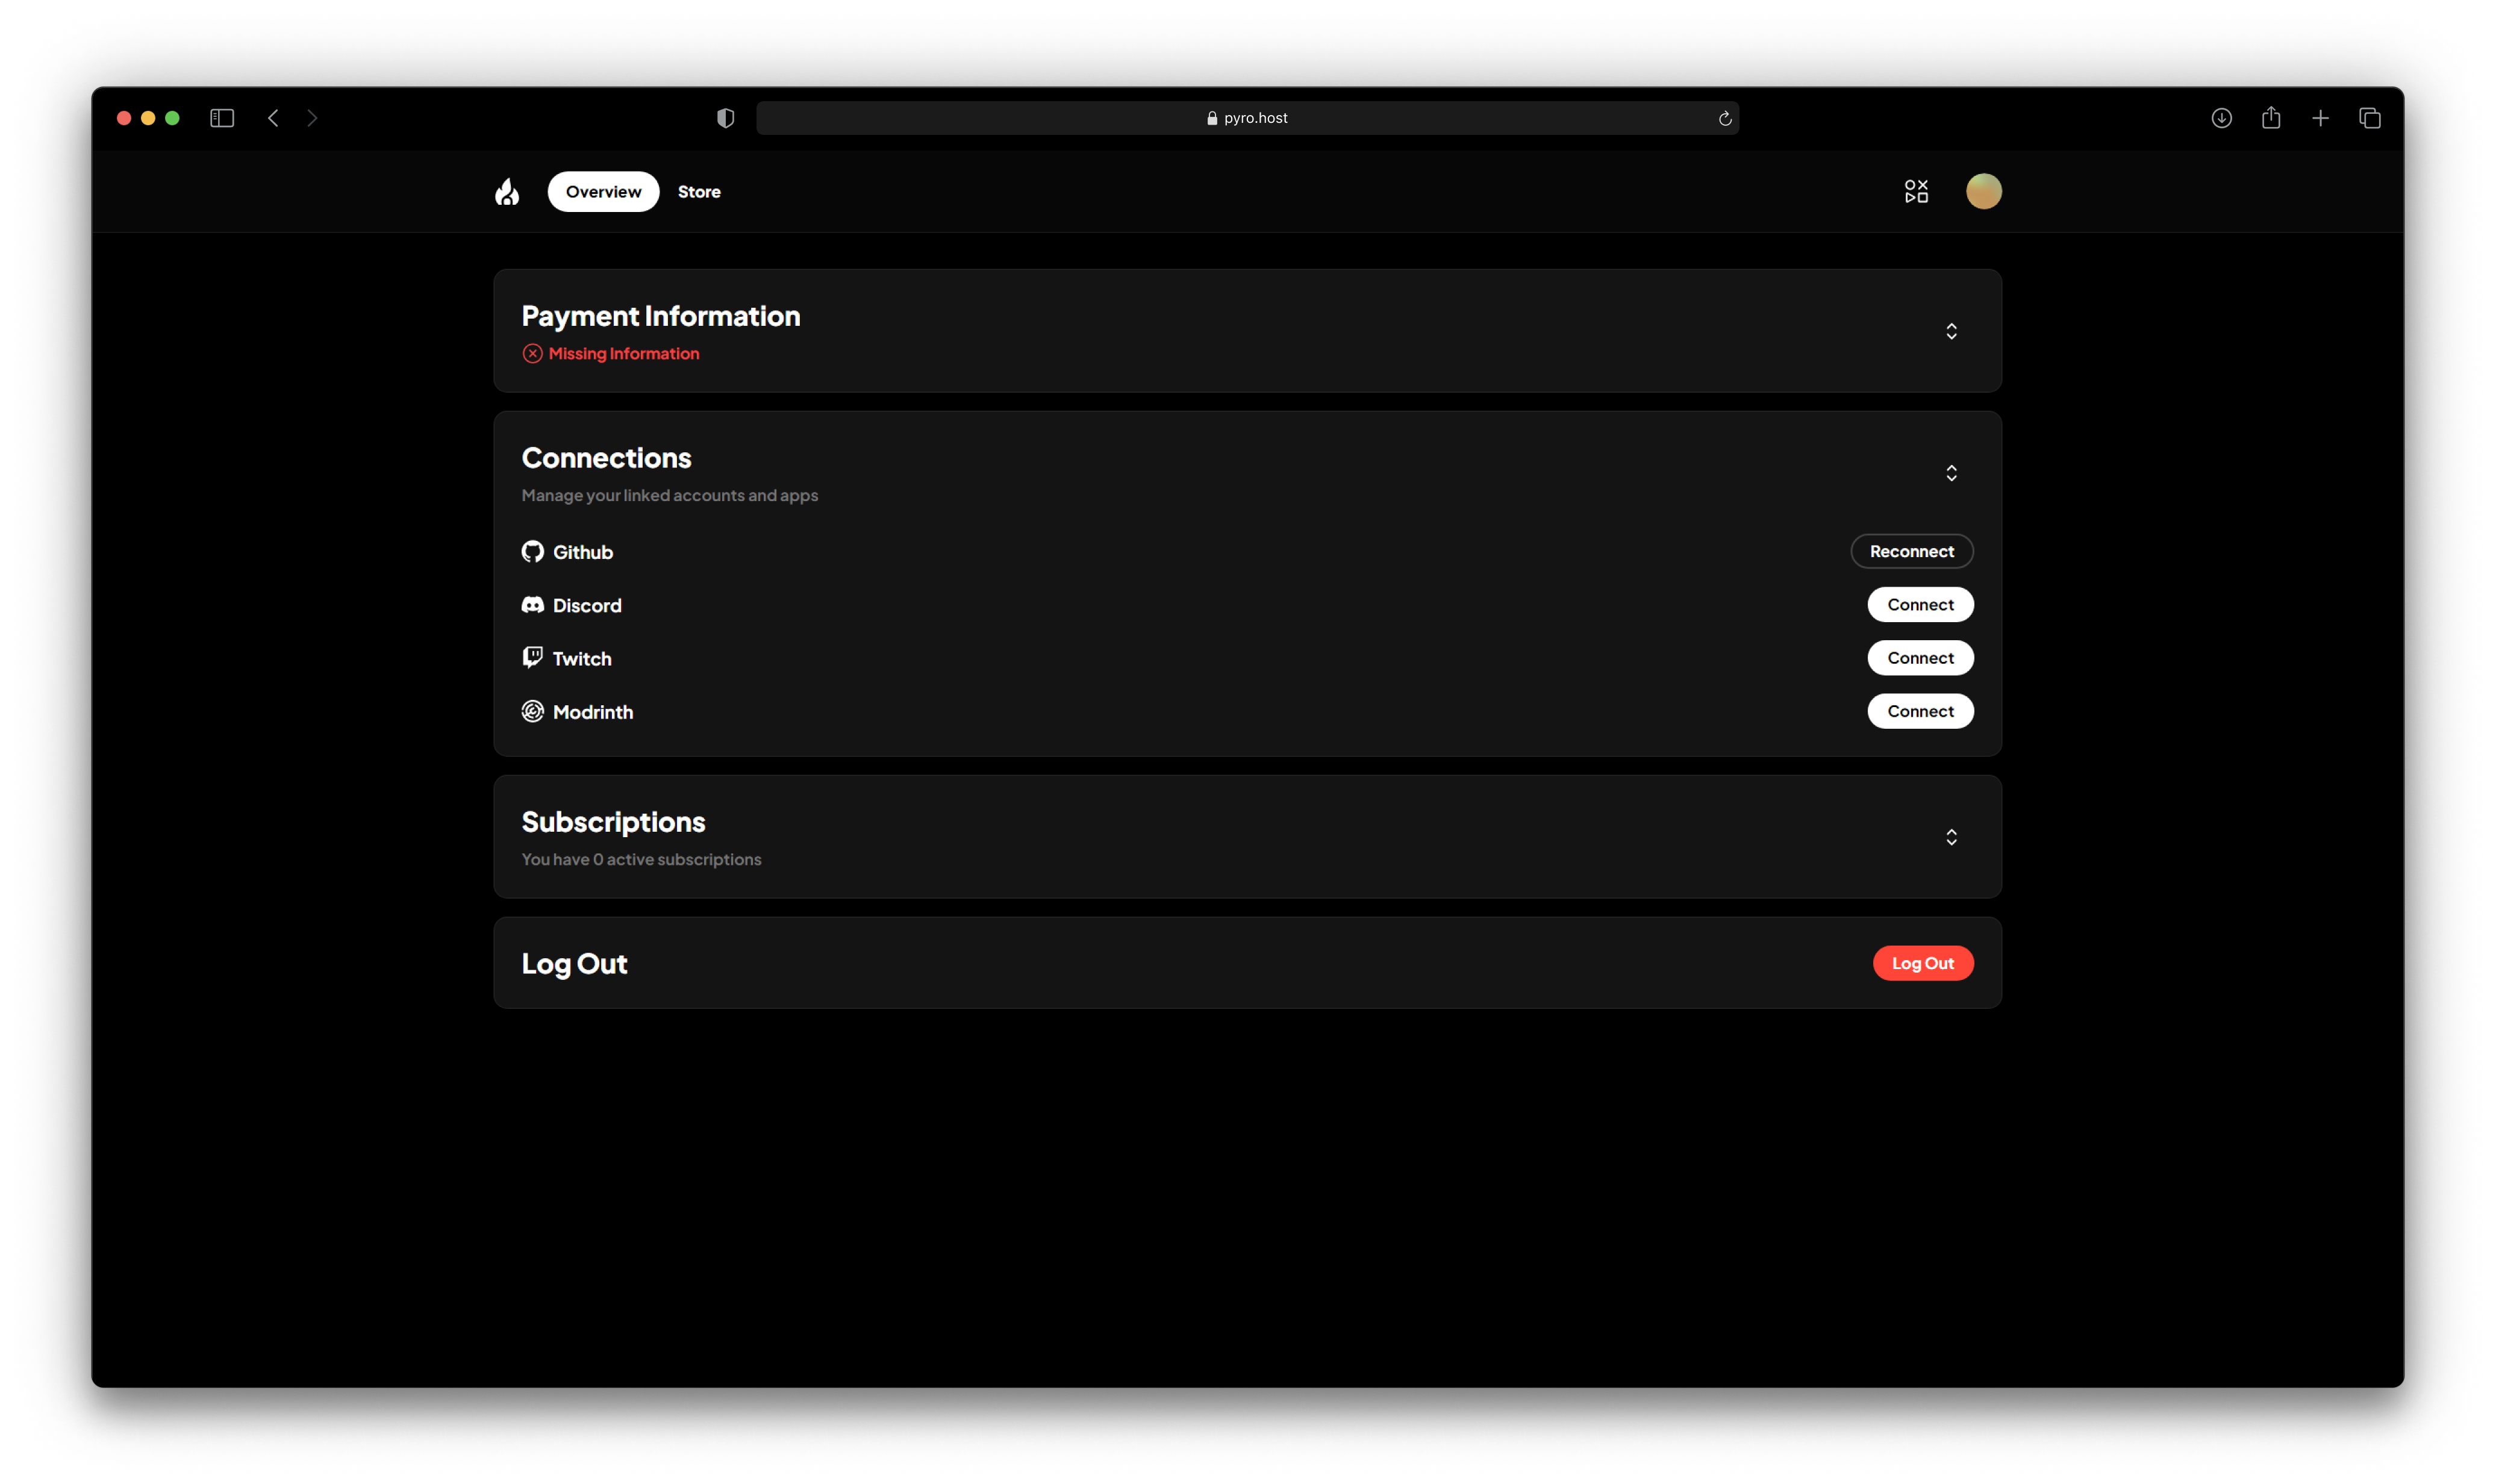 pyro.host
Overview
Store
Payment Information
Missing Information
Connections
Manage your linked accounts and apps
Github
Reconnect
Discord
Connect
Twitch
Connect
Modrinth
Connect
Subscriptions
You have 0 active subscriptions
Log Out
Log Out